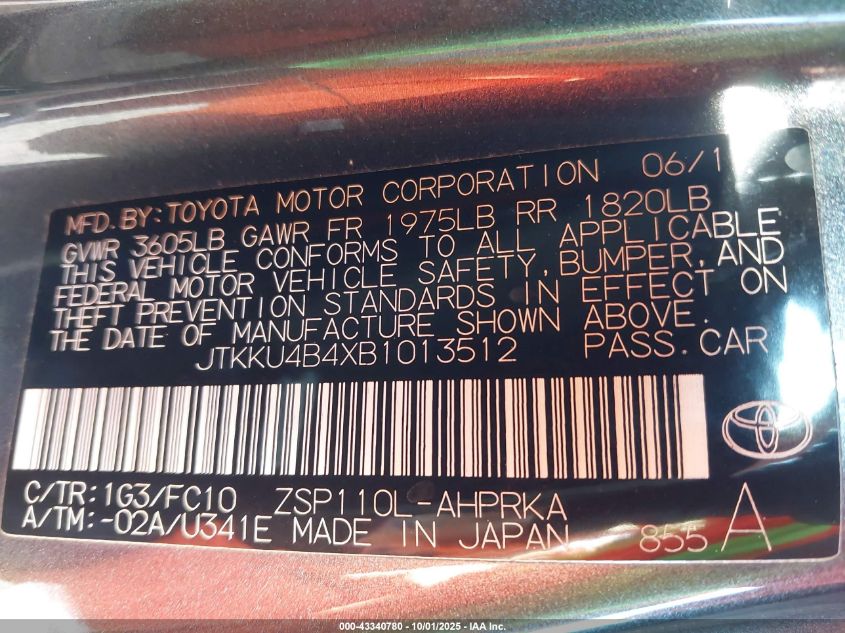 MFD.BY:TOYOTA MOTOR CORPORATION 06/1
GVWR 3605LB GAWR FR 1975LB RR 1820LB
THIS VEHICLE CONFORMS TO ALL APPLICABLE
FEDERAL MOTOR VEHICLE SAFETY,BUMPER,AND
THEFT PREVENTION STANDARDS IN EFFECT ON
THE DATE OF MANUFACTURE SHOWN ABOVE.
JTKKU4B4XB1013512 PASS.CAR
C/TR:1G3/FC10 ZSP110L-AHPRKA
A/TM:-02A/U341E MADE IN JAPAN 855 A
000-43340780 - 10/01/2025 - IAA Inc.